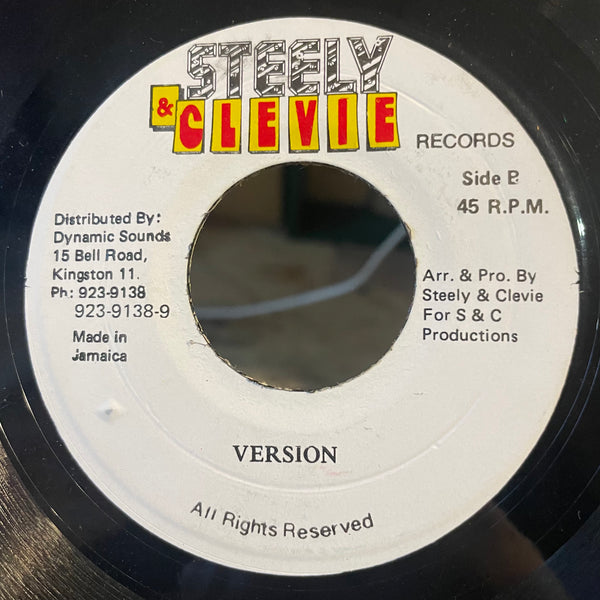 STEELY
& CLEVIE
RECORDS
Side B
45 R.P.M.
Distributed By:
Dynamic Sounds
15 Bell Road,
Kingston 11.
Ph: 923-9138
923-9138-9
Made in
Jamaica
Arr. & Pro. By
Steely & Clevie
For S & C
Productions
VERSION
All Rights Reserved